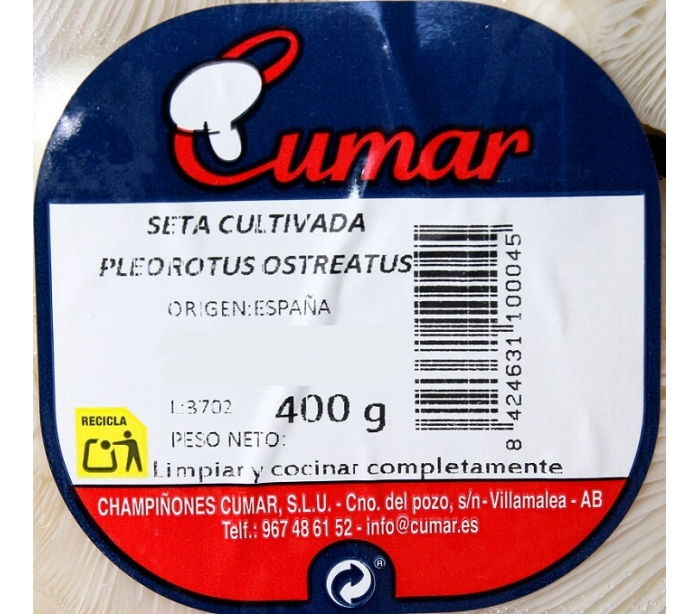 Cumar
SETA CULTIVADA
PLEOROTUS OSTREATUS
ORIGEN:ESPAÑA
L:3702
400 g
PESO NETO:
Limpiar y cocinar completamente
8 424631 100045
RECICLA
CHAMPIÑONES CUMAR, S.L.U. - Cno. del pozo, s/n- Villamalea - AB
Telf.: 967 48 61 52 - info@cumar.es
®